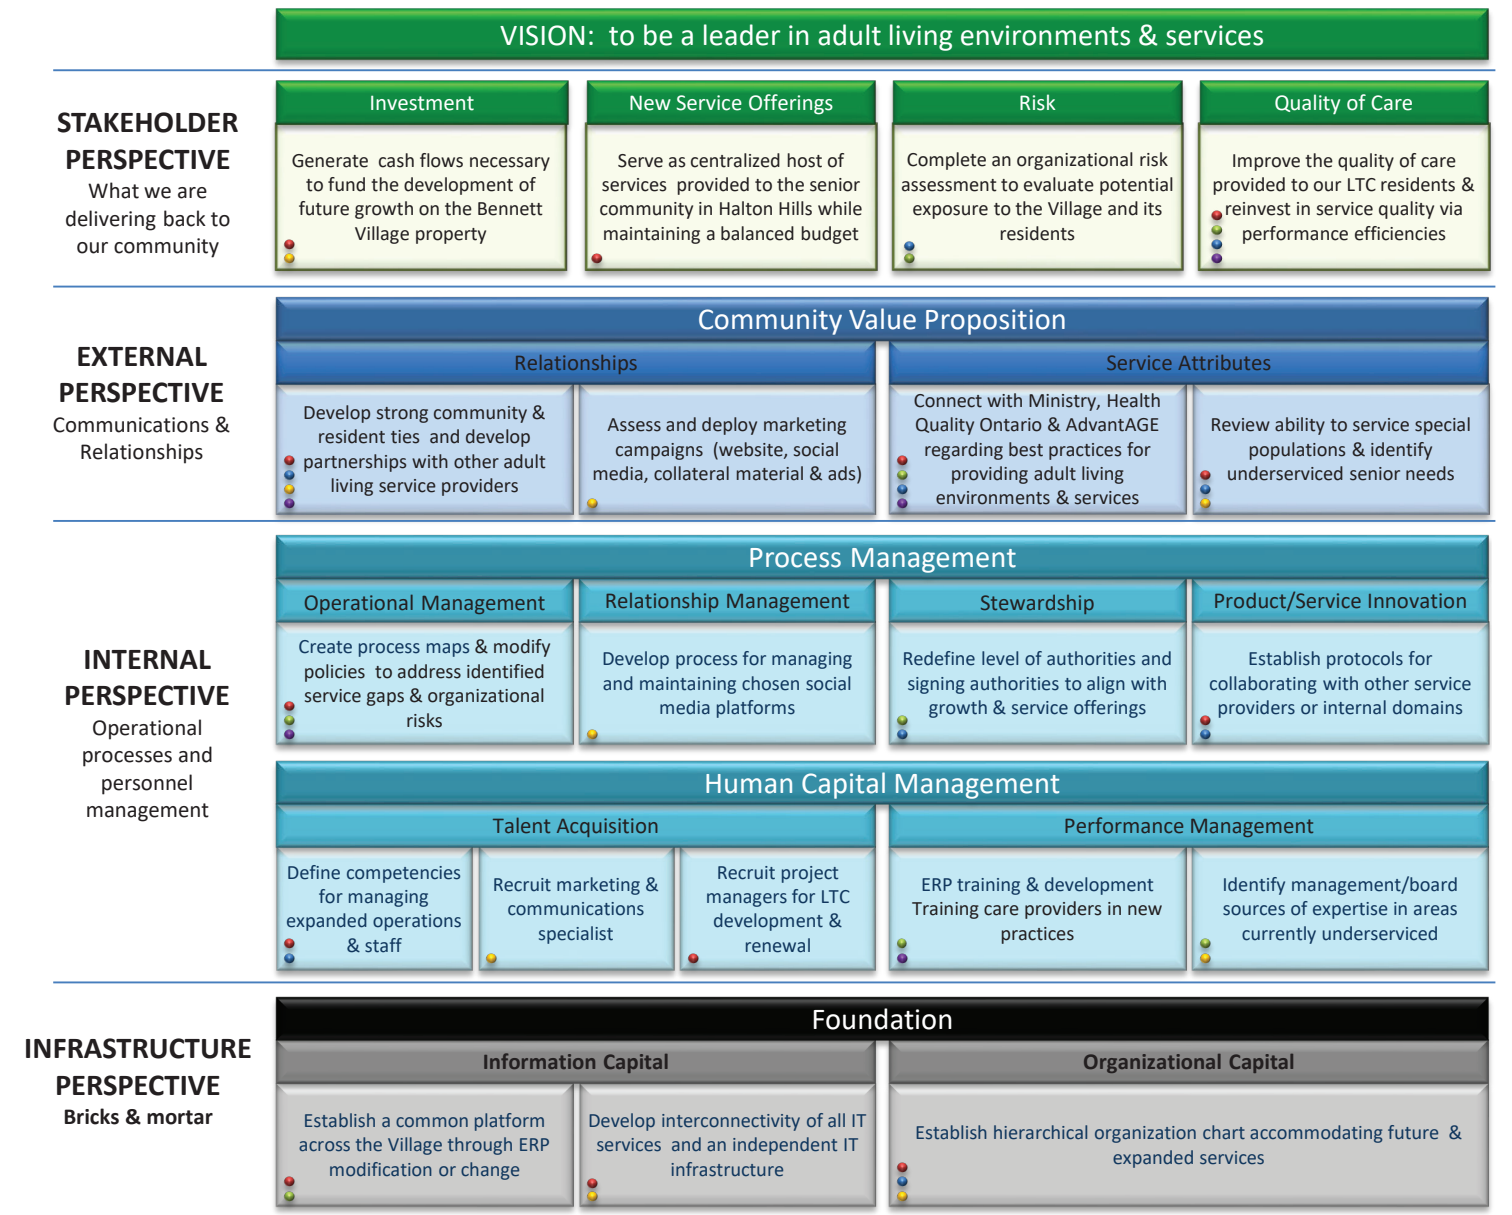 VISION: to be a leader in adult living environments & services
STAKEHOLDER
PERSPECTIVE
What we are
delivering back to
our community
Investment
Generate cash flows necessary
to fund the development of
future growth on the Bennett
Village property
New Service Offerings
Serve as centralized host of
services provided to the senior
community in Halton Hills while
maintaining a balanced budget
Risk
Complete an organizational risk
assessment to evaluate potential
exposure to the Village and its
residents
Quality of Care
Improve the quality of care
provided to our LTC residents &
reinvest in service quality via
performance efficiencies
EXTERNAL
PERSPECTIVE
Communications &
Relationships
Community Value Proposition
Relationships
Develop strong community &
resident ties and develop
partnerships with other adult
living service providers
Assess and deploy marketing
campaigns (website, social
media, collateral material & ads)
Service Attributes
Connect with Ministry, Health
Quality Ontario & AdvantAGE
regarding best practices for
providing adult living
environments & services
Review ability to service special
populations & identify
underserviced senior needs
INTERNAL
PERSPECTIVE
Operational
processes and
personnel
management
Process Management
Operational Management
Create process maps & modify
policies to address identified
service gaps & organizational
risks
Relationship Management
Develop process for managing
and maintaining chosen social
media platforms
Stewardship
Redefine level of authorities and
signing authorities to align with
growth & service offerings
Product/Service Innovation
Establish protocols for
collaborating with other service
providers or internal domains
Human Capital Management
Talent Acquisition
Define competencies
for managing
expanded operations
& staff
Recruit marketing &
communications
specialist
Recruit project
managers for LTC
development &
renewal
Performance Management
ERP training & development
Training care providers in new
practices
Identify management/board
sources of expertise in areas
currently underserviced
INFRASTRUCTURE
PERSPECTIVE
Bricks & mortar
Foundation
Information Capital
Establish a common platform
across the Village through ERP
modification or change
Develop interconnectivity of all IT
services and an independent IT
infrastructure
Organizational Capital
Establish hierarchical organization chart accommodating future &
expanded services